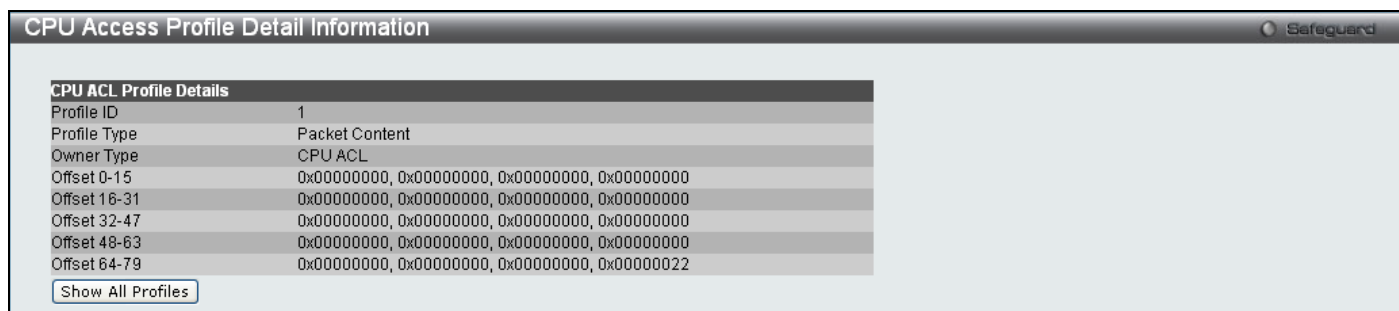 CPU Access Profile Detail Information
Safeguard
CPU ACL Profile Details
Profile ID 1
Profile Type Packet Content
Owner Type CPU ACL
Offset 0-15 0x00000000, 0x00000000, 0x00000000, 0x00000000
Offset 16-31 0x00000000, 0x00000000, 0x00000000, 0x00000000
Offset 32-47 0x00000000, 0x00000000, 0x00000000, 0x00000000
Offset 48-63 0x00000000, 0x00000000, 0x00000000, 0x00000000
Offset 64-79 0x00000000, 0x00000000, 0x00000000, 0x00000022
Show All Profiles